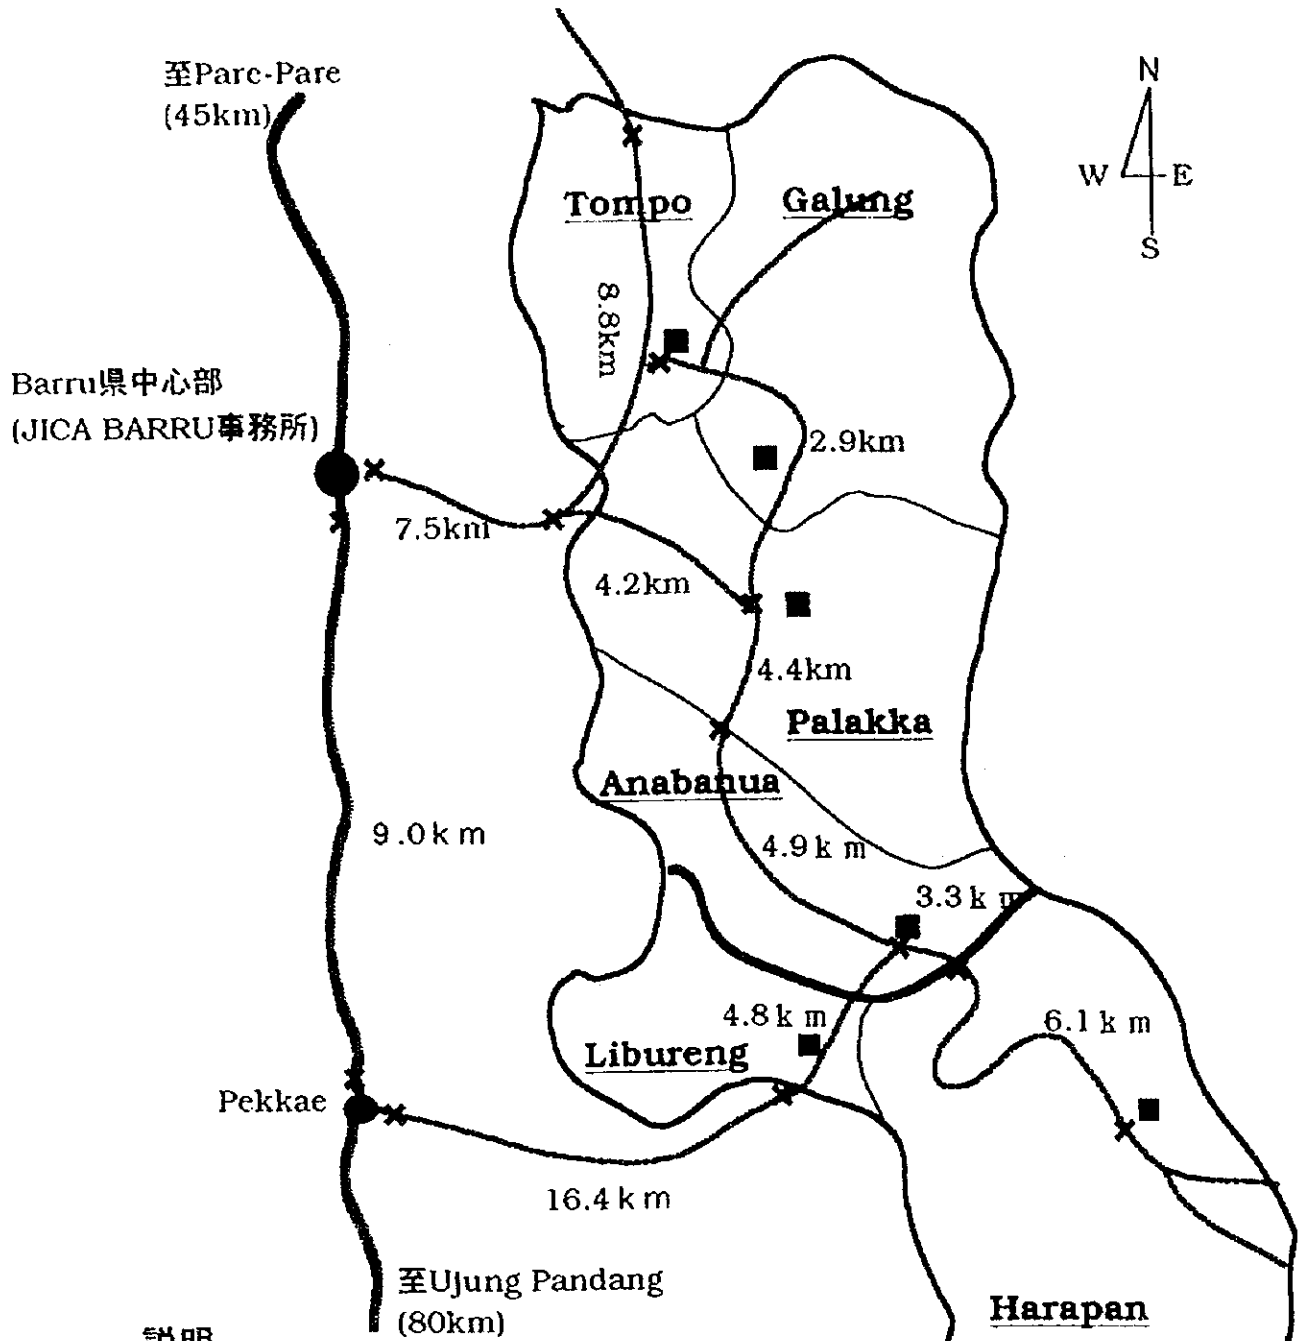 至Pare-Pare
(45km)
N
W E
S
Tompo
Galung
8.8km
Barru県中心部
(JICA BARRU事務所)
2.9km
7.5km
4.2km
4.4km
Palakka
Anabanua
9.0km
4.9km
3.3km
4.8km
6.1km
Libureng
Pekkae
16.4km
至Ujung Pandang
(80km)
Harapan
説明